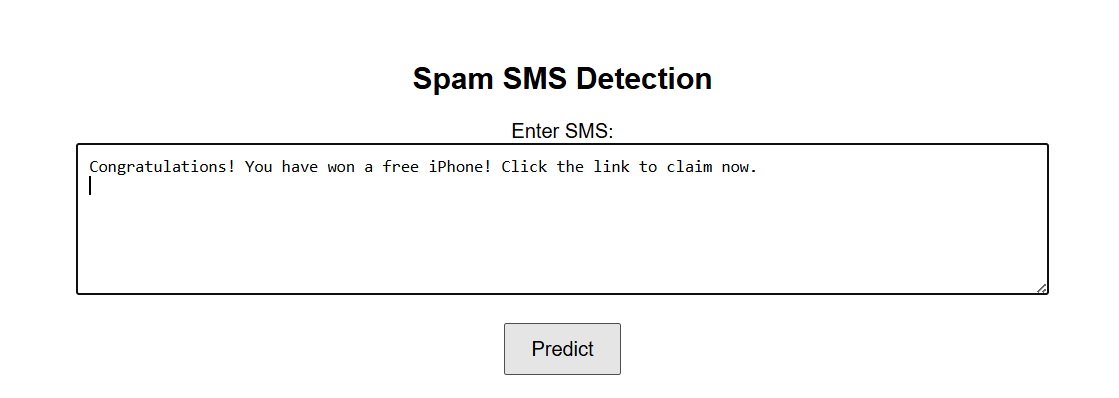 Spam SMS Detection
Enter SMS:
Congratulations! You have won a free iPhone! Click the link to claim now.
Predict